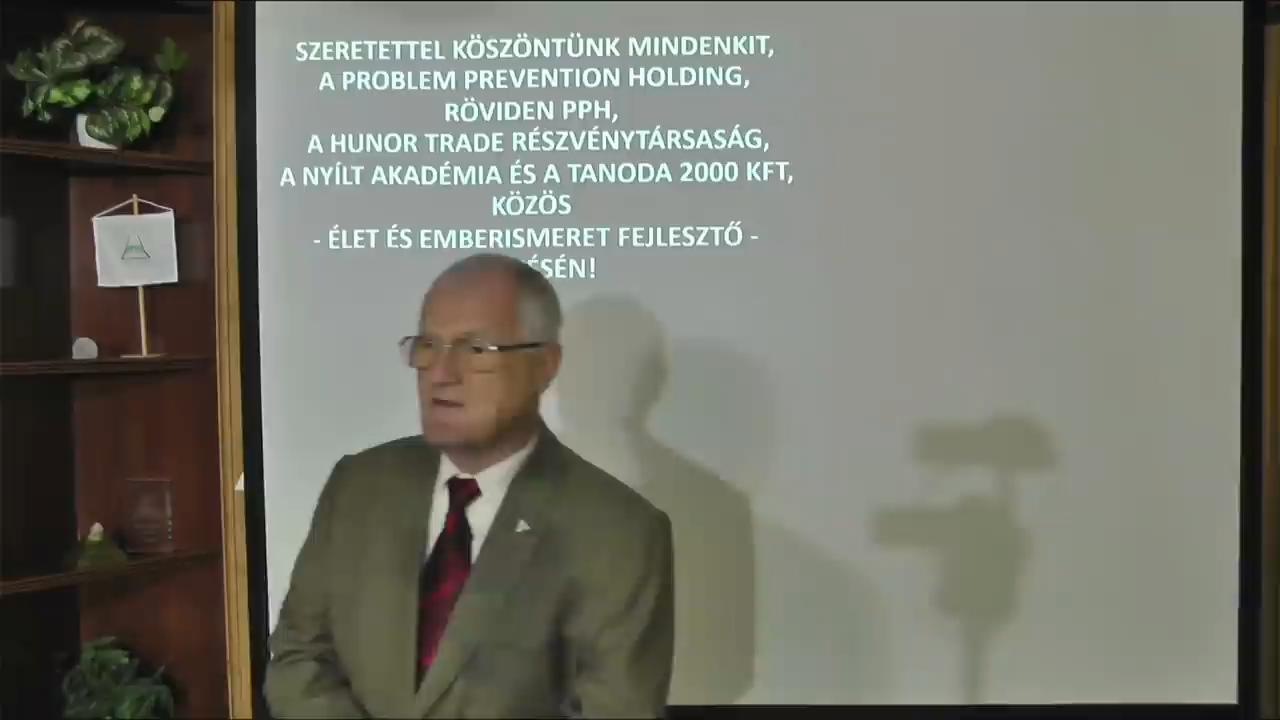 SZERETETTEL KÖSZÖNTÜNK MINDENKIT,
A PROBLEM PREVENTION HOLDING,
RÖVIDEN PPH,
A HUNOR TRADE RÉSZVÉNYTÁRSASÁG,
A NYÍLT AKADÉMIA ÉS A TANODA 2000 KFT,
KÖZÖS
- ÉLET ÉS EMBERISMERET FEJLESZTŐ -